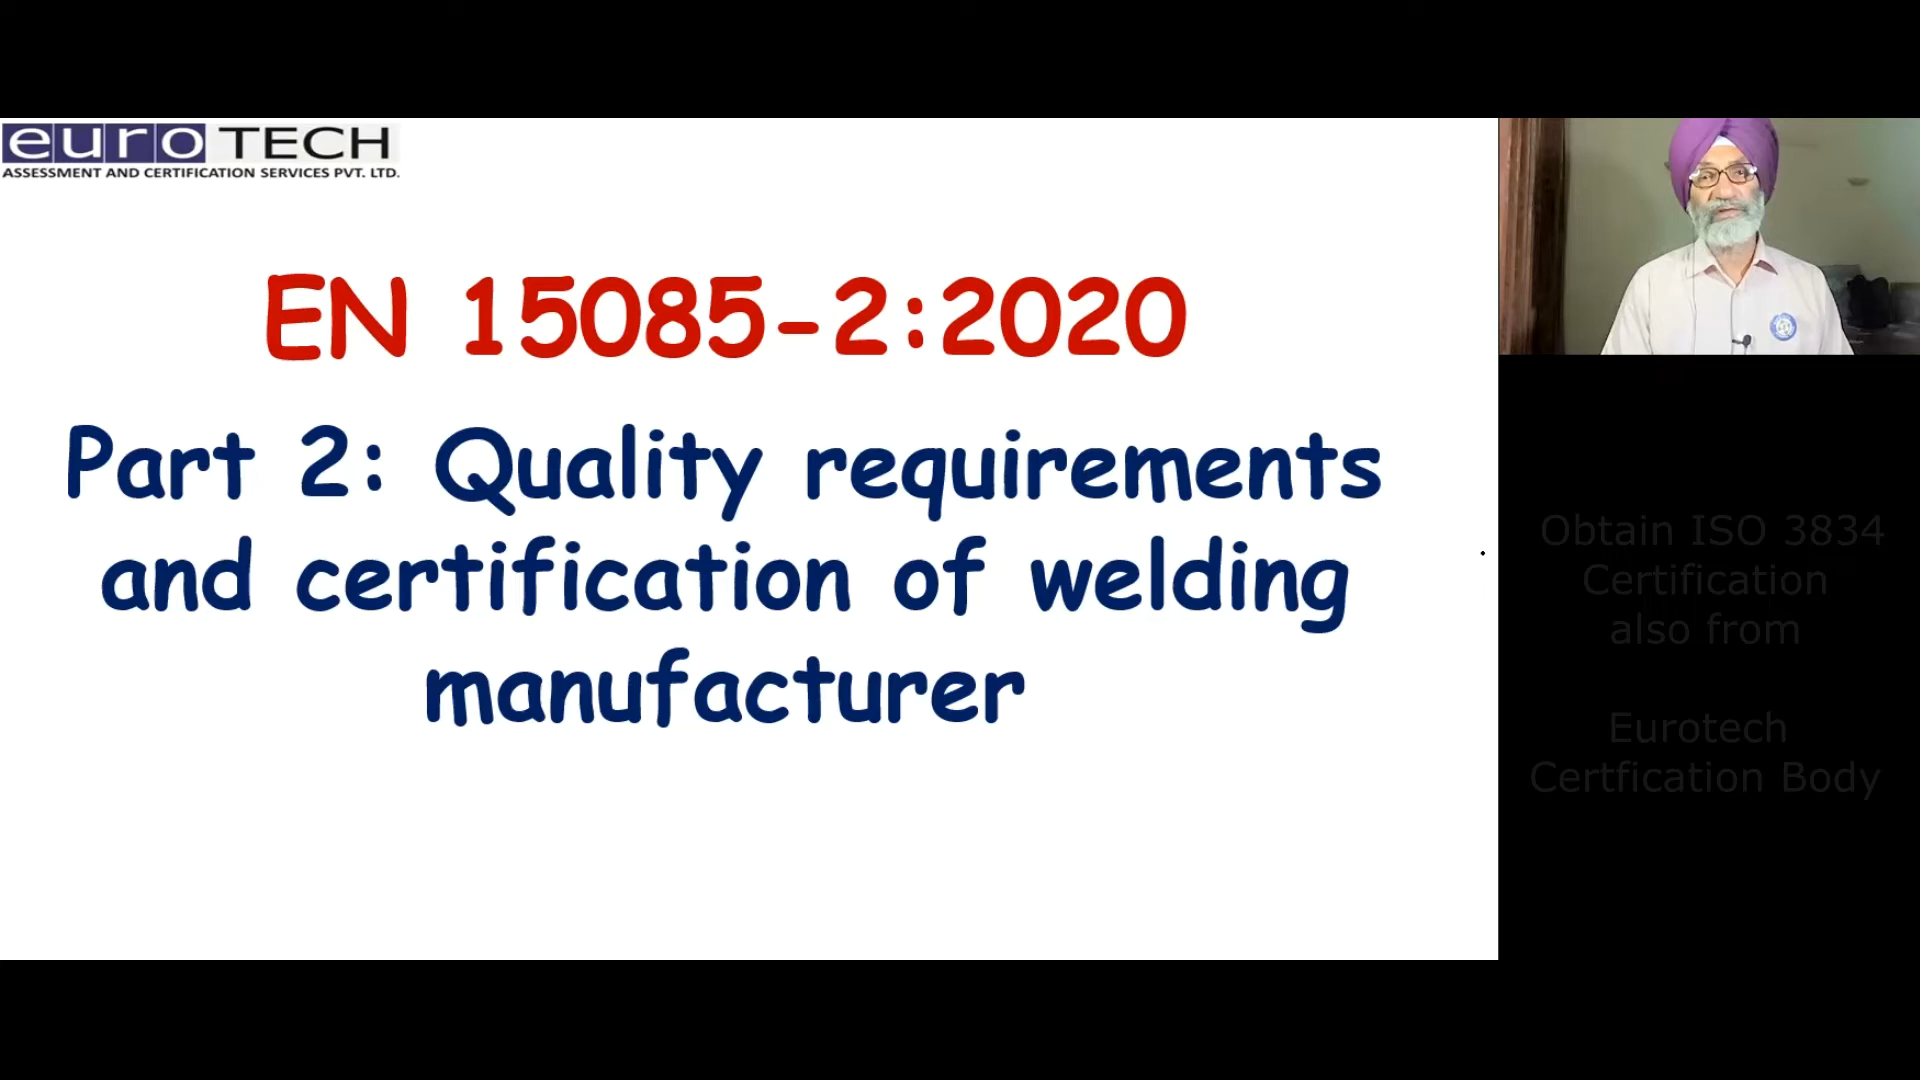 euro TECH
ASSESSMENT AND CERTIFICATION SERVICES PVT. LTD.
EN 15085-2:2020
Part 2: Quality requirements
and certification of welding
manufacturer
Obtain ISO 3834
Certification
also from
Eurotech
Certfication Body